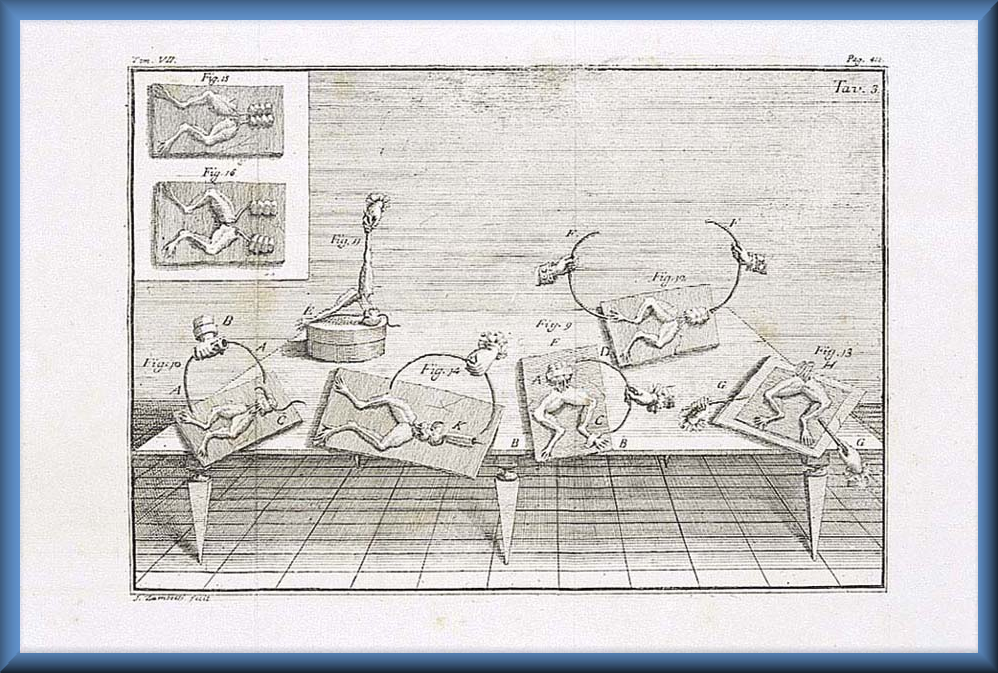 Tom. VII.
Pag. 411
Tav. 3.
Fig. 15
Fig. 16
Fig. 11
E
F
F
Fig. 12
Fig. 9
F
D
B
Fig. 10
A
A
C
Fig. 14
K
A
C
B
B
Fig. 13
H
G
G